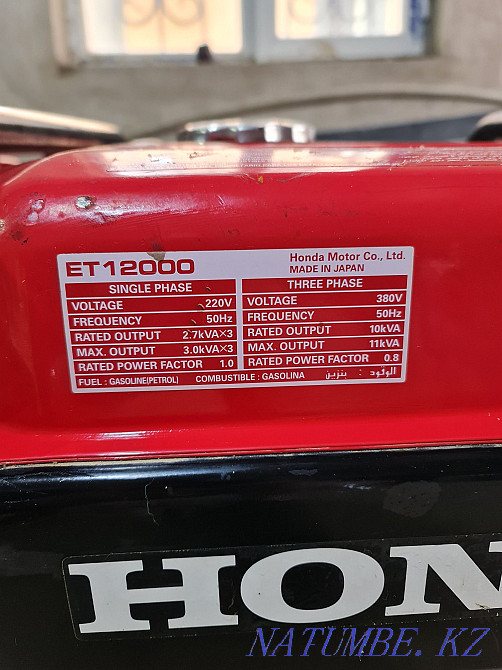 ET12000
Honda Motor Co., Ltd.
MADE IN JAPAN
SINGLE PHASE
VOLTAGE 220V
FREQUENCY 50Hz
RATED OUTPUT 2.7kVA×3
MAX. OUTPUT 3.0kVA×3
RATED POWER FACTOR 1.0
THREE PHASE
VOLTAGE 380V
FREQUENCY 50Hz
RATED OUTPUT 10kVA
MAX. OUTPUT 11kVA
RATED POWER FACTOR 0.8
FUEL : GASOLINE(PETROL) COMBUSTIBLE : GASOLINA الوقود : بنزين
HON
NATUMBE.KZ